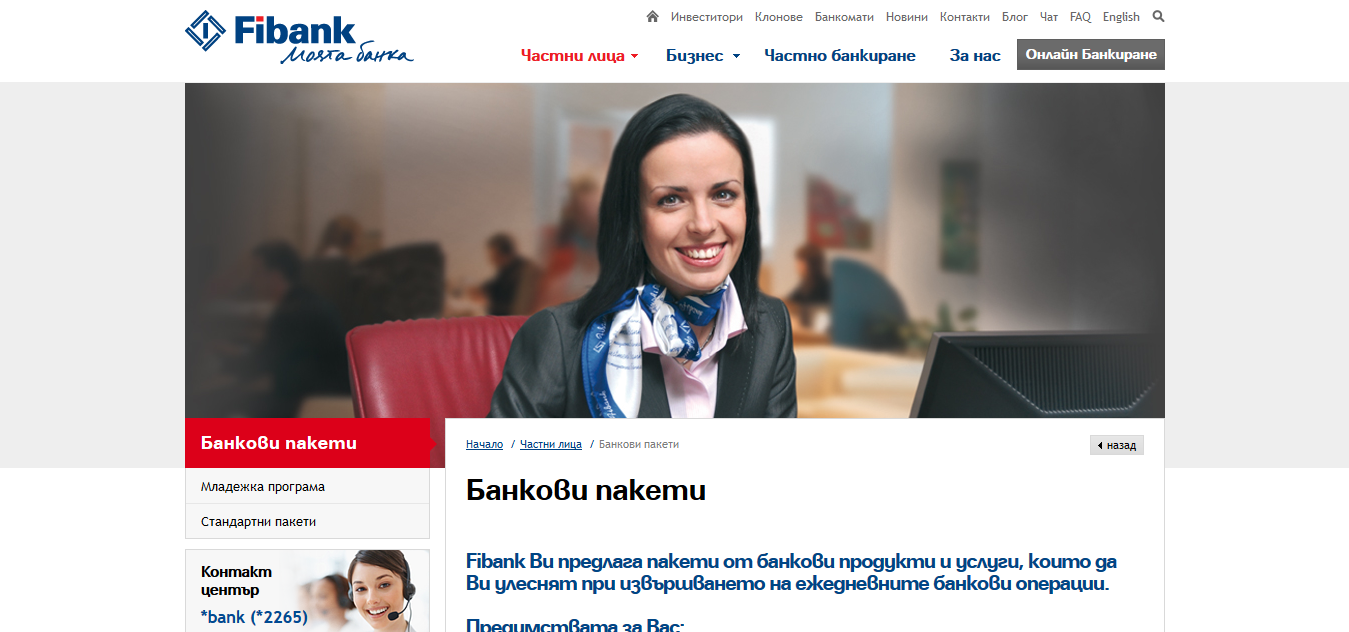 Fibank
Моята банка
Инвеститори Клонове Банкомати Новини Контакти Блог Чат FAQ English
Частни лица Бизнес Частно банкиране За нас Онлайн Банкиране
Банкови пакети
Младежка програма
Стандартни пакети
Контакт
център
*bank (*2265)
Начало / Частни лица / Банкови пакети
назад
Банкови пакети
Fibank Ви предлага пакети от банкови продукти и услуги, които да
Ви улеснят при извършването на ежедневните банкови операции.
Предимствата за Вас: